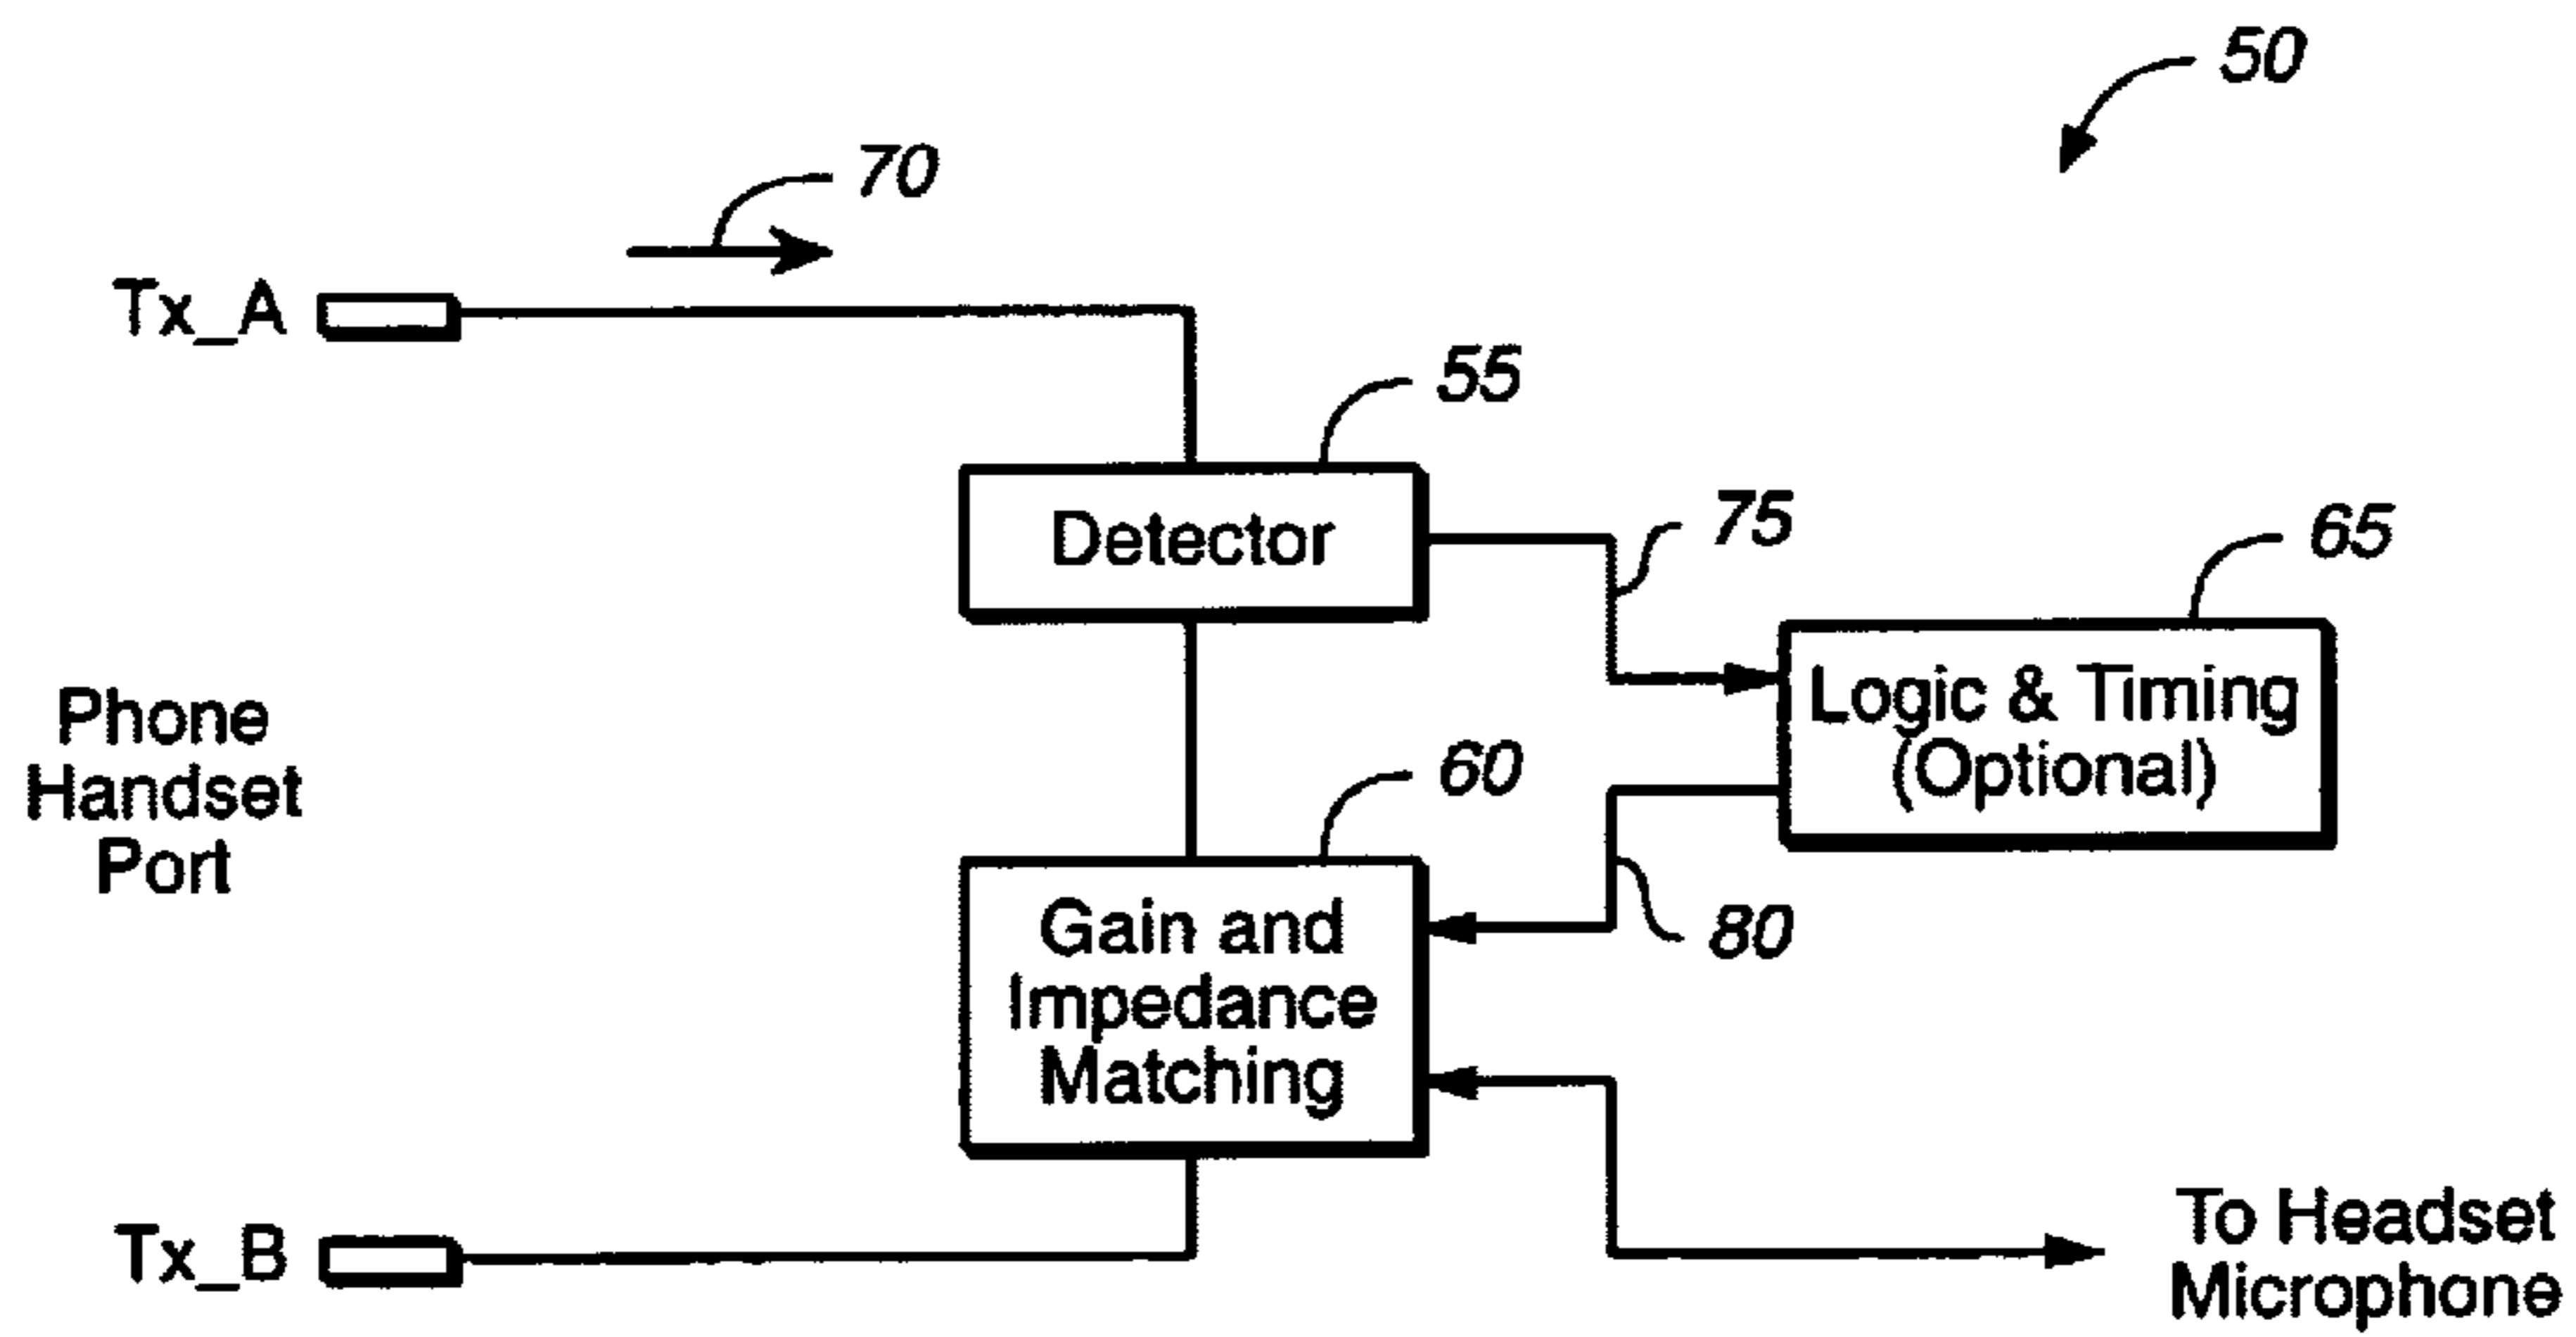 50
70
Tx_A
55
Detector
75
65
Logic & Timing
(Optional)
Phone
Handset
Port
60
Gain and
Impedance
Matching
80
Tx_B
To Headset
Microphone